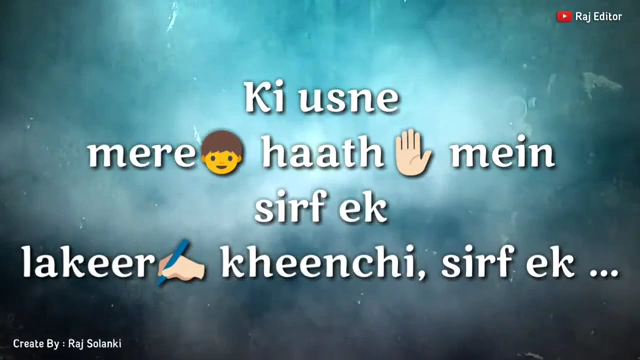 Raj Editor
Ki usne
mere👦 haath✋🏻 mein
sirf ek
lakeer✍🏻 kheenchi, sirf ek ...
Create By : Raj Solanki